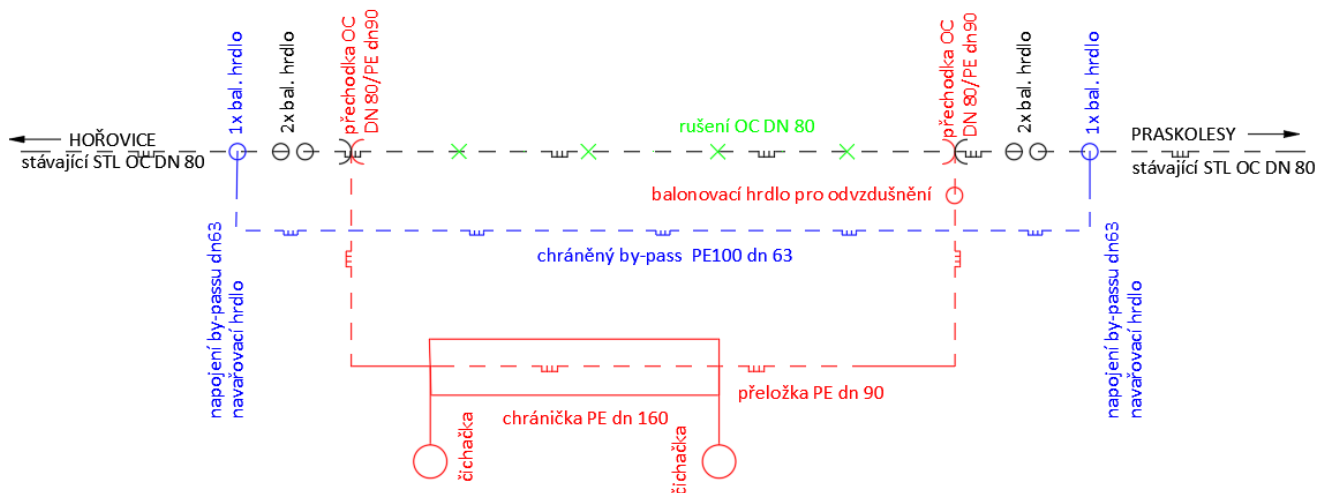 1x bal. hrdlo
2x bal. hrdlo
přechodka OC
DN 80/PE dn90
přechodka OC
DN 80/PE dn90
2x bal. hrdlo
1x bal. hrdlo
HOŘOVICE
stávající STL OC DN 80
rušení OC DN 80
PRASKOLESY
stávající STL OC DN 80
balonovací hrdlo pro odvzdušnění
chráněný by-pass PE100 dn 63
napojení by-passu dn63
navařovací hrdlo
napojení by-passu dn63
navařovací hrdlo
přeložka PE dn 90
chránička PE dn 160
čichačka
čichačka